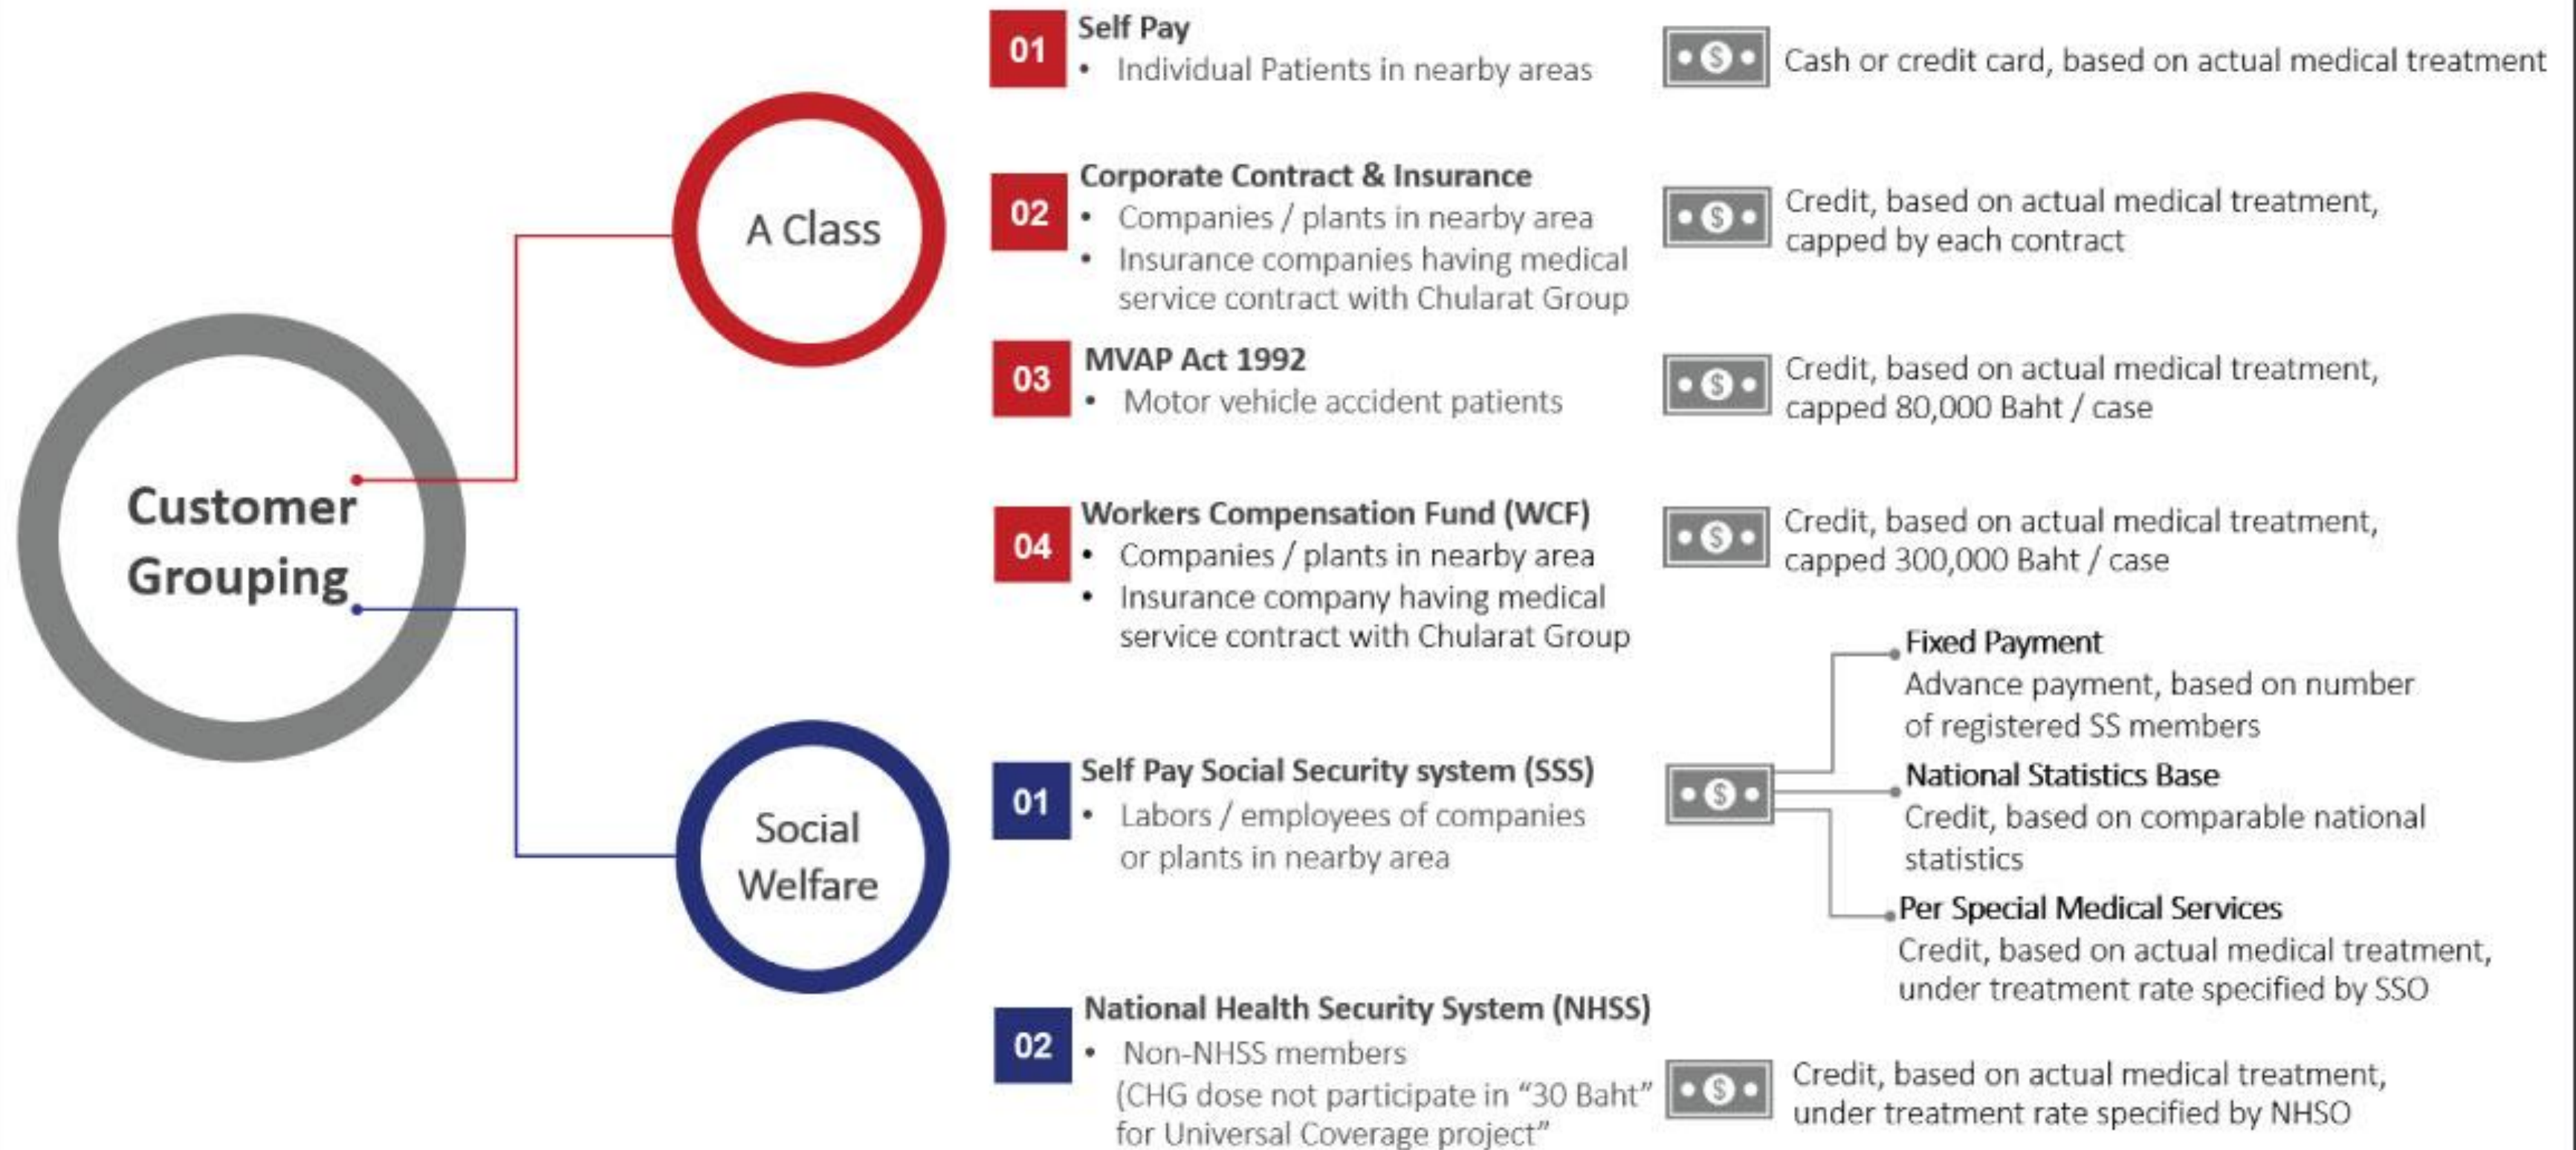 Customer
Grouping
A Class
01
Self Pay
• Individual Patients in nearby areas
Cash or credit card, based on actual medical treatment
02
Corporate Contract & Insurance
• Companies / plants in nearby area
• Insurance companies having medical
service contract with Chularat Group
Credit, based on actual medical treatment,
capped by each contract
03
MVAP Act 1992
• Motor vehicle accident patients
Credit, based on actual medical treatment,
capped 80,000 Baht / case
04
Workers Compensation Fund (WCF)
• Companies / plants in nearby area
• Insurance company having medical
service contract with Chularat Group
Credit, based on actual medical treatment,
capped 300,000 Baht / case
Social
Welfare
01
Self Pay Social Security system (SSS)
• Labors / employees of companies
or plants in nearby area
Fixed Payment
Advance payment, based on number
of registered SS members
National Statistics Base
Credit, based on comparable national
statistics
Per Special Medical Services
Credit, based on actual medical treatment,
under treatment rate specified by SSO
02
National Health Security System (NHSS)
• Non-NHSS members
(CHG dose not participate in “30 Baht”
for Universal Coverage project”
Credit, based on actual medical treatment,
under treatment rate specified by NHSO